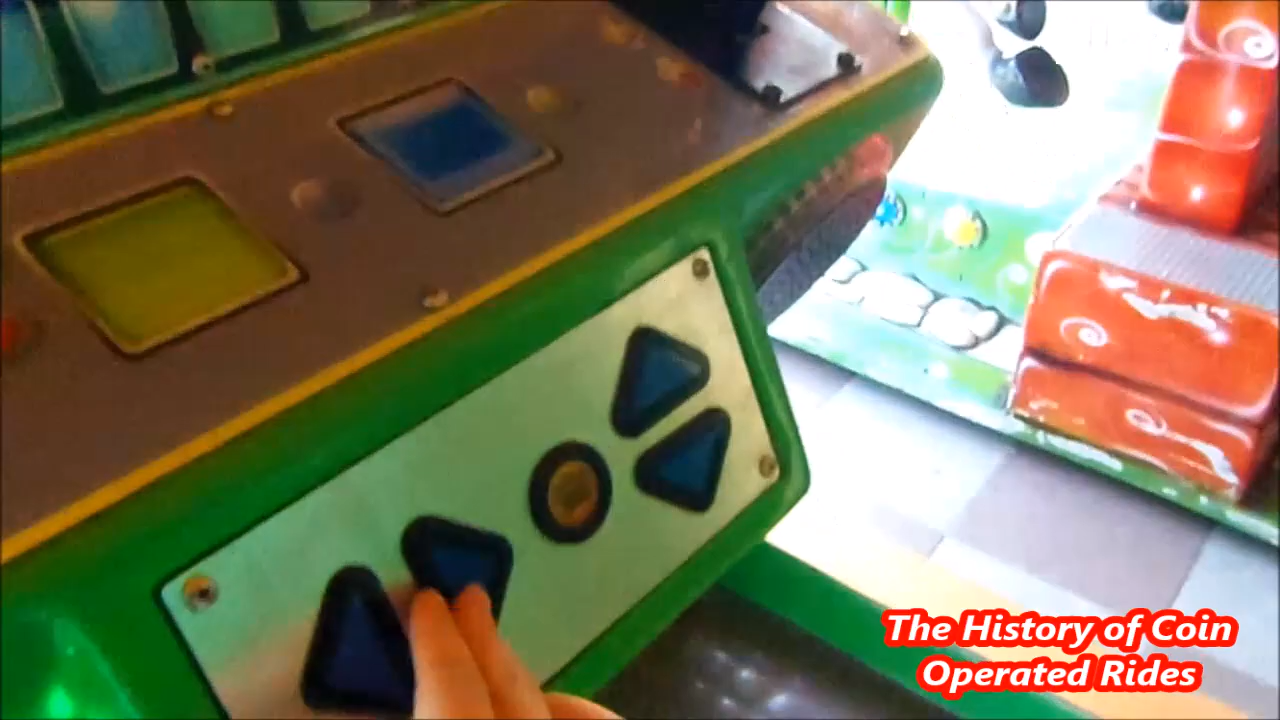 The History of Coin
Operated Rides